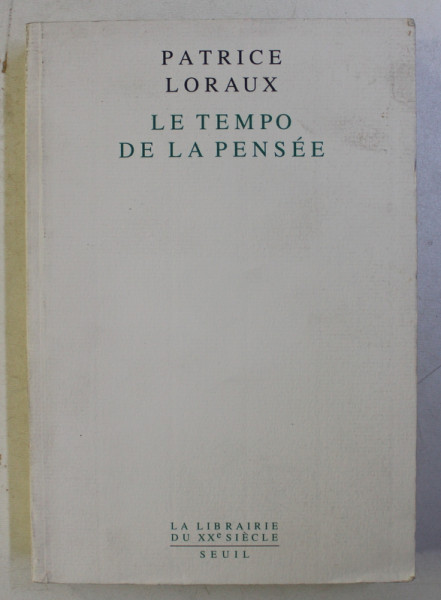 PATRICE
LORAUX
LE TEMPO
DE LA PENSÉE
LA LIBRAIRIE
DU XXe SIÈCLE
SEUIL